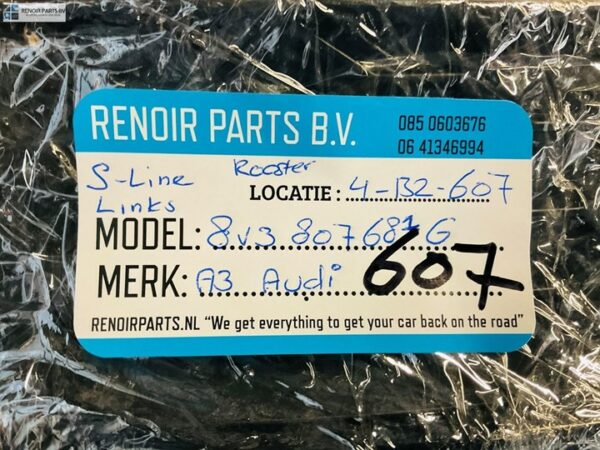 RENOIR PARTS BV
RENOIR PARTS B.V.
085 0603676
06 41346994
S-Line Rooster
Links
LOCATIE: 4-B2-607
MODEL: 8V3 807681 G
MERK: A3 Audi
607
RENOIRPARTS.NL "We get everything to get your car back on the road"